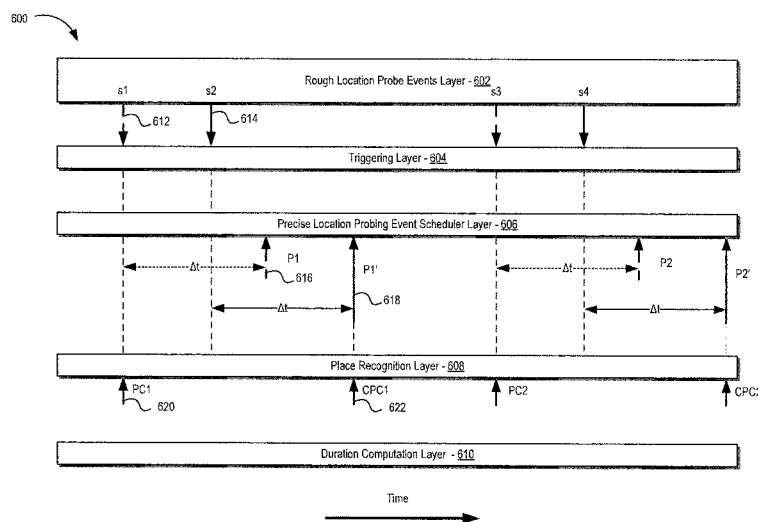 600
Rough Location Probe Events Layer - 602
s1 s2 s3 s4
612 614
Triggering Layer - 604
Precise Location Probing Event Scheduler Layer - 606
P1 P1' P2 P2'
Δt Δt
616
618
Δt Δt
Place Recognition Layer - 608
PC1 CPC1 PC2 CPC2
620 622
Duration Computation Layer - 610
Time